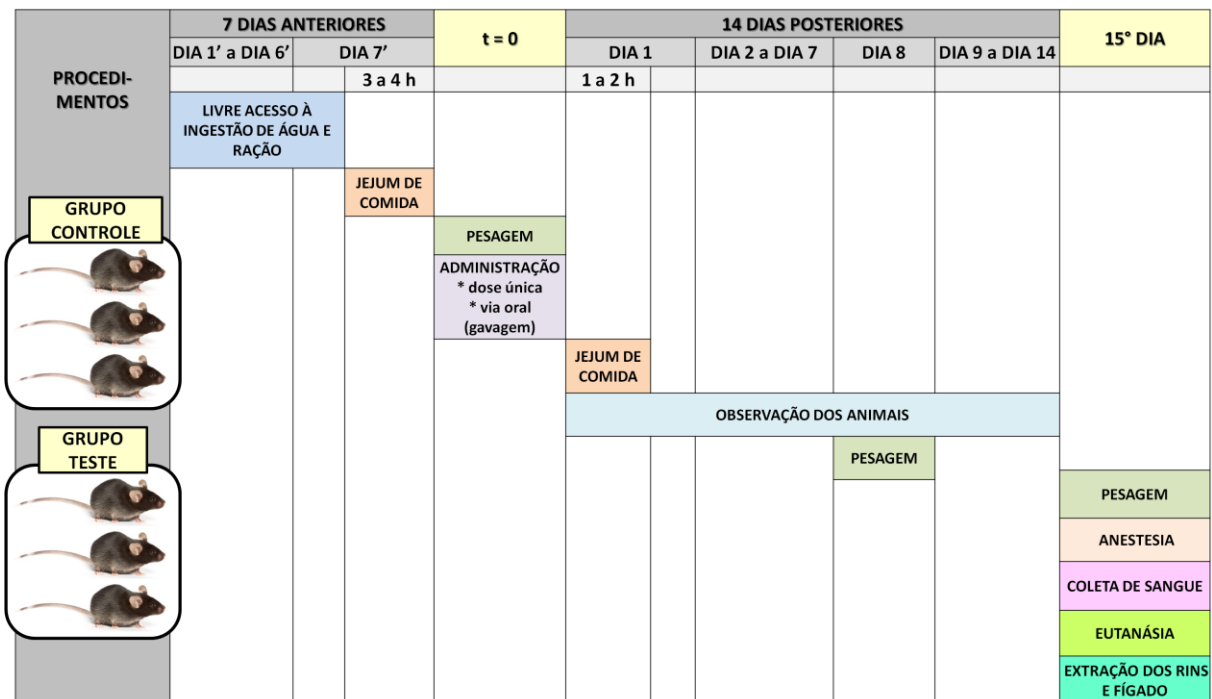 7 DIAS ANTERIORES
t = 0
14 DIAS POSTERIORES
15° DIA
DIA 1’ a DIA 6’
DIA 7’
DIA 1
DIA 2 a DIA 7
DIA 8
DIA 9 a DIA 14
PROCEDI-
MENTOS
3 a 4 h
1 a 2 h
LIVRE ACESSO À
INGESTÃO DE ÁGUA E
RAÇÃO
JEJUM DE
COMIDA
GRUPO
CONTROLE
PESAGEM
ADMINISTRAÇÃO
* dose única
* via oral
(gavagem)
JEJUM DE
COMIDA
OBSERVAÇÃO DOS ANIMAIS
GRUPO
TESTE
PESAGEM
PESAGEM
ANESTESIA
COLETA DE SANGUE
EUTANÁSIA
EXTRAÇÃO DOS RINS
E FÍGADO